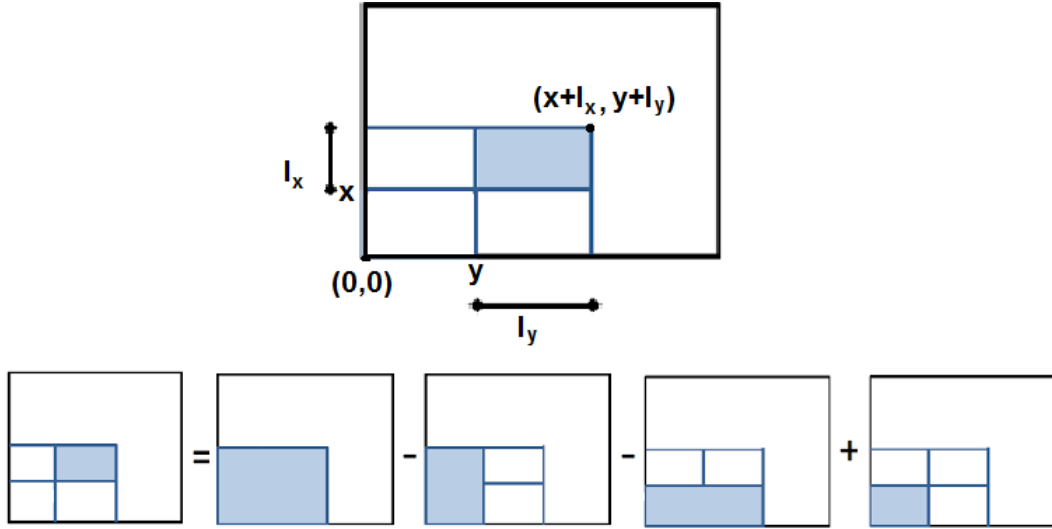 (x+lx, y+ly)
lx
x
(0,0)
y
ly
= - - +